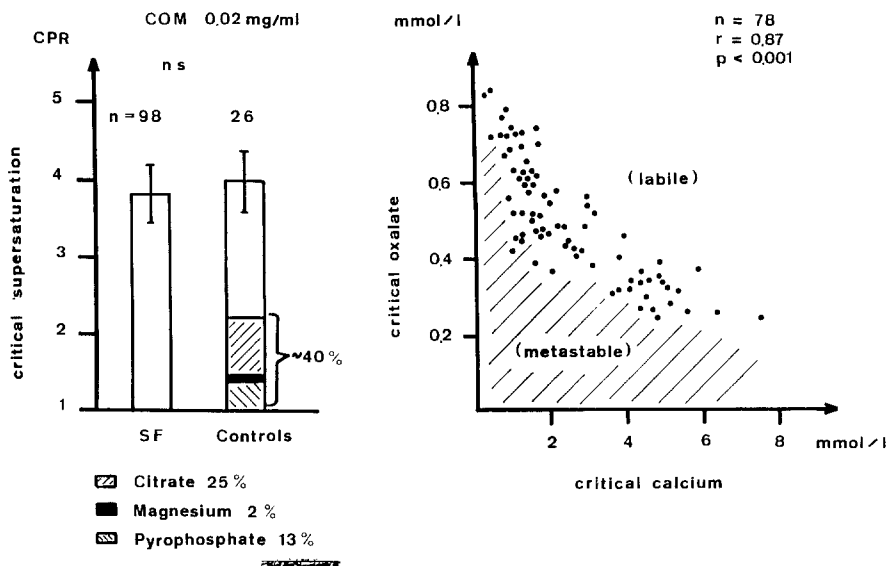 COM 0.02 mg/ml
CPR
ns
5
n=98
26
4
3
2
1
critical supersaturation
~40%
SF
Controls
Citrate 25%
Magnesium 2%
Pyrophosphate 13%
mmol/l
n = 78
r = 0,87
p < 0.001
0.8
0.6
0.4
0.2
critical oxalate
(labile)
(metastable)
2
4
6
8
mmol/l
critical calcium